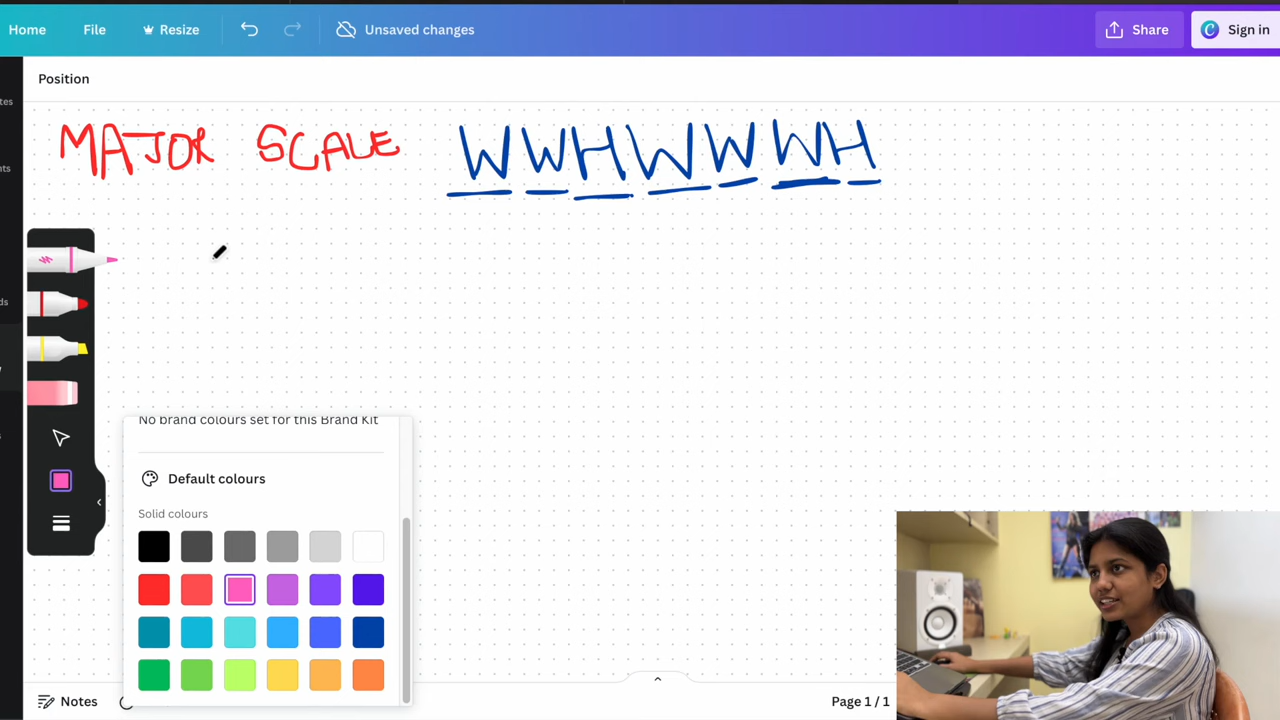 Home File Resize Unsaved changes Share Sign in
Position
MAJOR SCALE WWHWWWH
No brand colours set for this Brand Kit
Default colours
Solid colours
Notes
Page 1 / 1